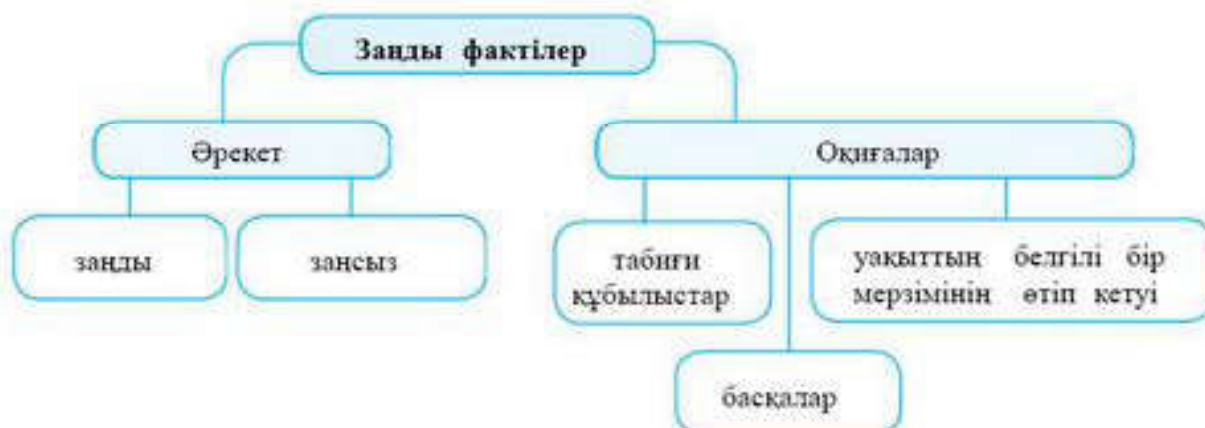 Заңды фактілер
Әрекет
Оқиғалар
заңды
заңсыз
табиғи
құбылыстар
уақыттың белгілі бір
мерзімінің өтіп кетуі
басқалар